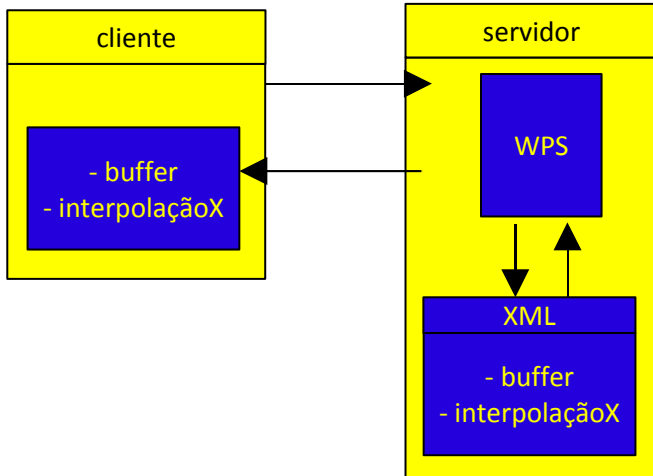 cliente
- buffer
- interpolaçãoX
servidor
WPS
XML
- buffer
- interpolaçãoX